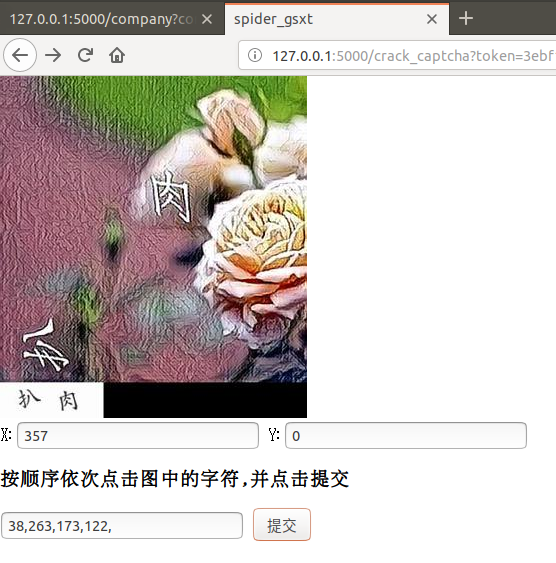 127.0.0.1:5000/company?co
spider_gsxt
127.0.0.1:5000/crack_captcha?token=3ebf
肉
扒
扒 肉
X: 357 Y: 0
按顺序依次点击图中的字符,并点击提交
38,263,173,122, 提交